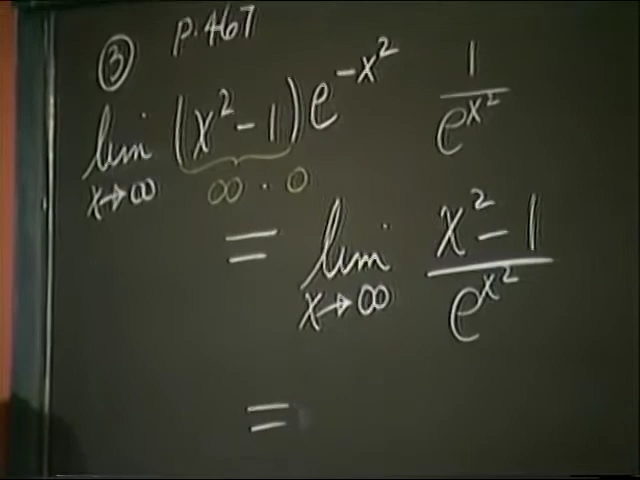 ③ p.467
lim x→∞ (x² - 1) e^{-x²} 1/e^{x²}
∞ · 0
= lim x→∞ (x² - 1)/e^{x²}
=